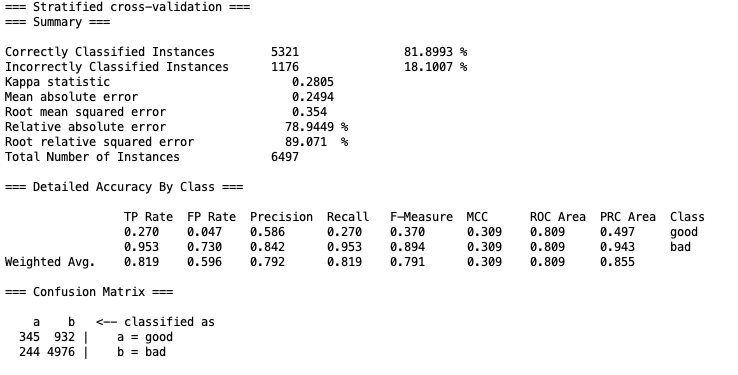 === Stratified cross-validation ===
=== Summary ===
Correctly Classified Instances 5321 81.8993 %
Incorrectly Classified Instances 1176 18.1007 %
Kappa statistic 0.2805
Mean absolute error 0.2494
Root mean squared error 0.354
Relative absolute error 78.9449 %
Root relative squared error 89.071 %
Total Number of Instances 6497
=== Detailed Accuracy By Class ===
TP Rate FP Rate Precision Recall F-Measure MCC ROC Area PRC Area Class
0.270 0.047 0.586 0.270 0.370 0.309 0.809 0.497 good
0.953 0.730 0.842 0.953 0.894 0.309 0.809 0.943 bad
Weighted Avg. 0.819 0.596 0.792 0.819 0.791 0.309 0.809 0.855
=== Confusion Matrix ===
a b <-- classified as
345 932 | a = good
244 4976 | b = bad